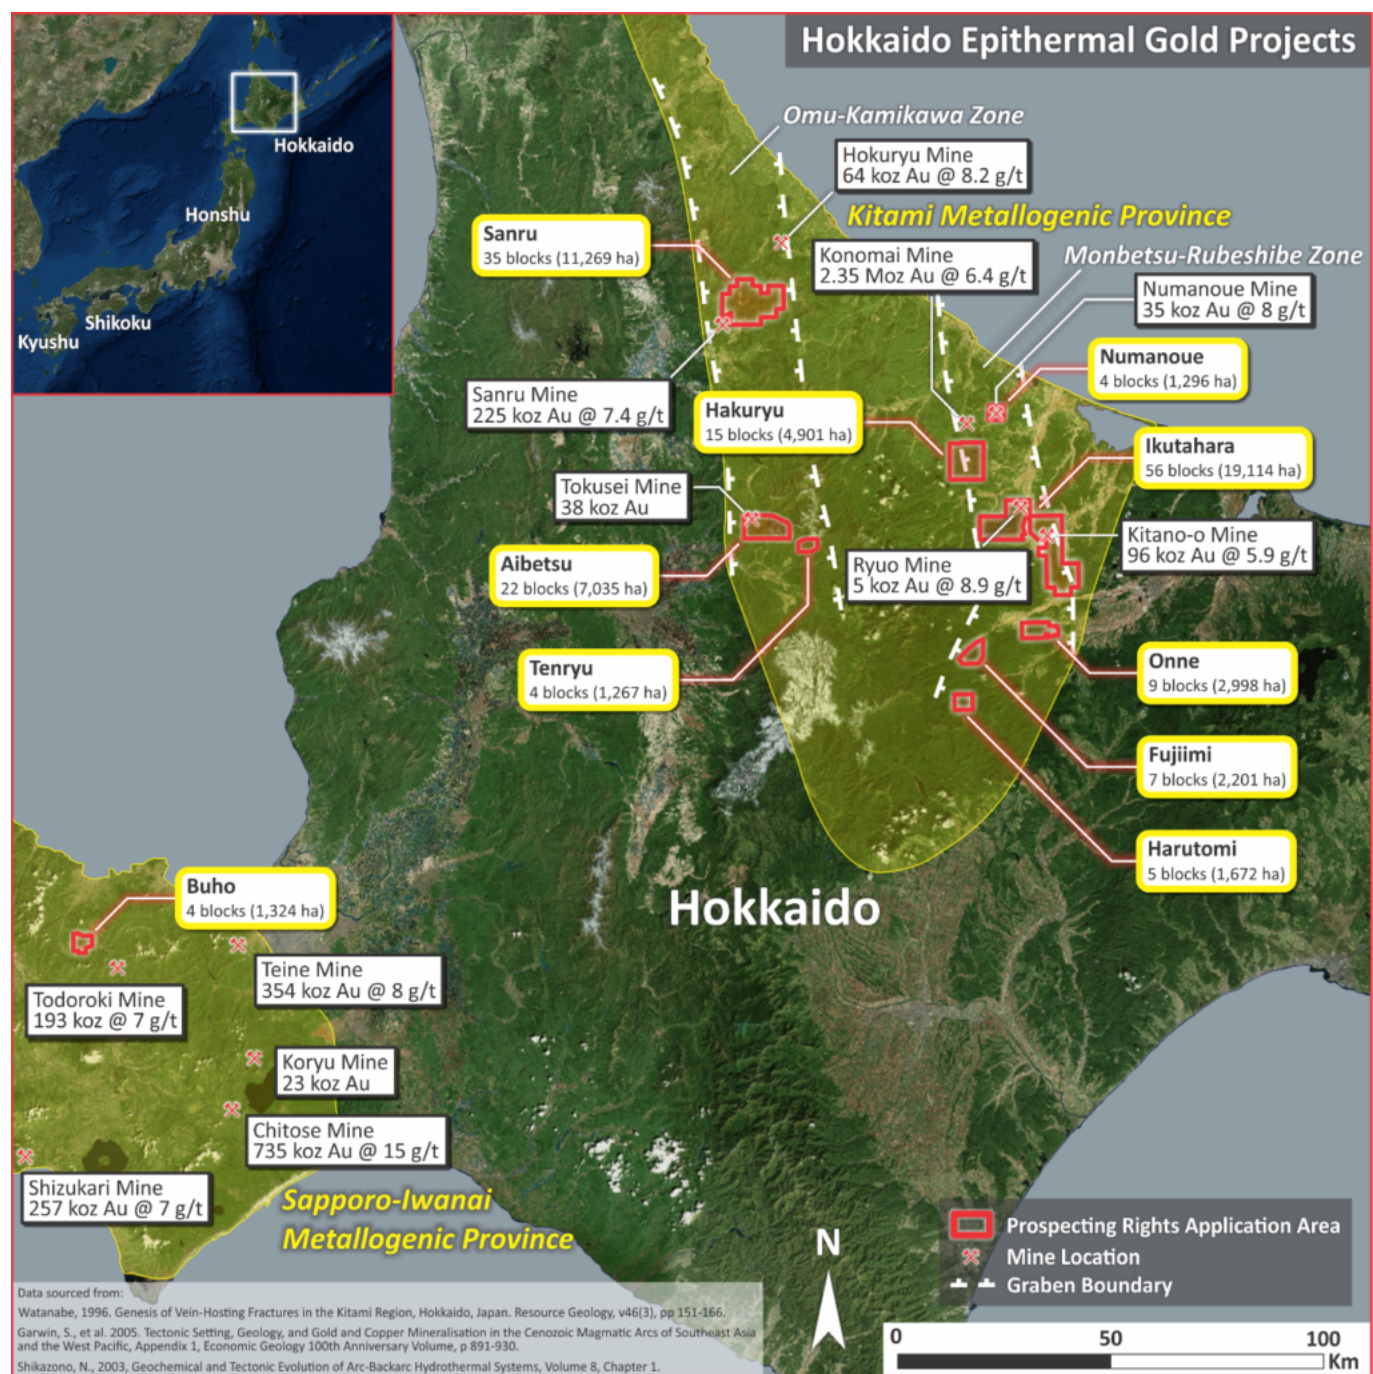 Hokkaido Epithermal Gold Projects
Hokkaido
Honshu
Shikoku
Kyushu
Omu-Kamikawa Zone
Hokuryu Mine
64 koz Au @ 8.2 g/t
Kitami Metallogenic Province
Sanru
35 blocks (11,269 ha)
Konomai Mine
2.35 Moz Au @ 6.4 g/t
Monbetsu-Rubeshibe Zone
Numanoue Mine
35 koz Au @ 8 g/t
Numanoue
4 blocks (1,296 ha)
Sanru Mine
225 koz Au @ 7.4 g/t
Hakuryu
15 blocks (4,901 ha)
Ikutahara
56 blocks (19,114 ha)
Tokusei Mine
38 koz Au
Kitano-o Mine
96 koz Au @ 5.9 g/t
Aibetsu
22 blocks (7,035 ha)
Ryuo Mine
5 koz Au @ 8.9 g/t
Tenryu
4 blocks (1,267 ha)
Onne
9 blocks (2,998 ha)
Fujiimi
7 blocks (2,201 ha)
Harutomi
5 blocks (1,672 ha)
Hokkaido
Buho
4 blocks (1,324 ha)
Teine Mine
354 koz Au @ 8 g/t
Todoroki Mine
193 koz @ 7 g/t
Koryu Mine
23 koz Au
Chitose Mine
735 koz Au @ 15 g/t
Shizukari Mine
257 koz Au @ 7 g/t
Sapporo-Iwanai
Metallogenic Province
N
Prospecting Rights Application Area
Mine Location
Graben Boundary
0 50 100
Km
Data sourced from:
Watanabe, 1996. Genesis of Vein-Hosting Fractures in the Kitami Region, Hokkaido, Japan. Resource Geology, v46(3), pp 151-166.
Garwin, S., et al. 2005. Tectonic Setting, Geology, and Gold and Copper Mineralisation in the Cenozoic Magmatic Arcs of Southeast Asia
and the West Pacific, Appendix 1, Economic Geology 100th Anniversary Volume, p 891-930.
Shikazono, N., 2003, Geochemical and Tectonic Evolution of Arc-Backarc Hydrothermal Systems, Volume 8, Chapter 1.